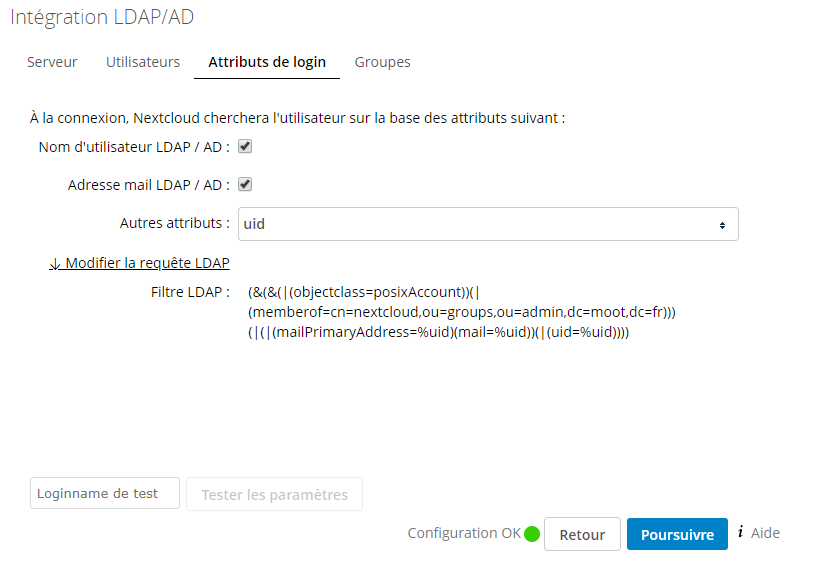 Intégration LDAP/AD
Serveur Utilisateurs Attributs de login Groupes
À la connexion, Nextcloud cherchera l'utilisateur sur la base des attributs suivant :
Nom d'utilisateur LDAP / AD :
Adresse mail LDAP / AD :
Autres attributs : uid
↓ Modifier la requête LDAP
Filtre LDAP : (&(&(|(objectclass=posixAccount))(|
(memberof=cn=nextcloud,ou=groups,ou=admin,dc=moot,dc=fr)))
(|(|(mailPrimaryAddress=%uid)(mail=%uid))(|(uid=%uid))))
Loginname de test Tester les paramètres
Configuration OK Retour Poursuivre i Aide